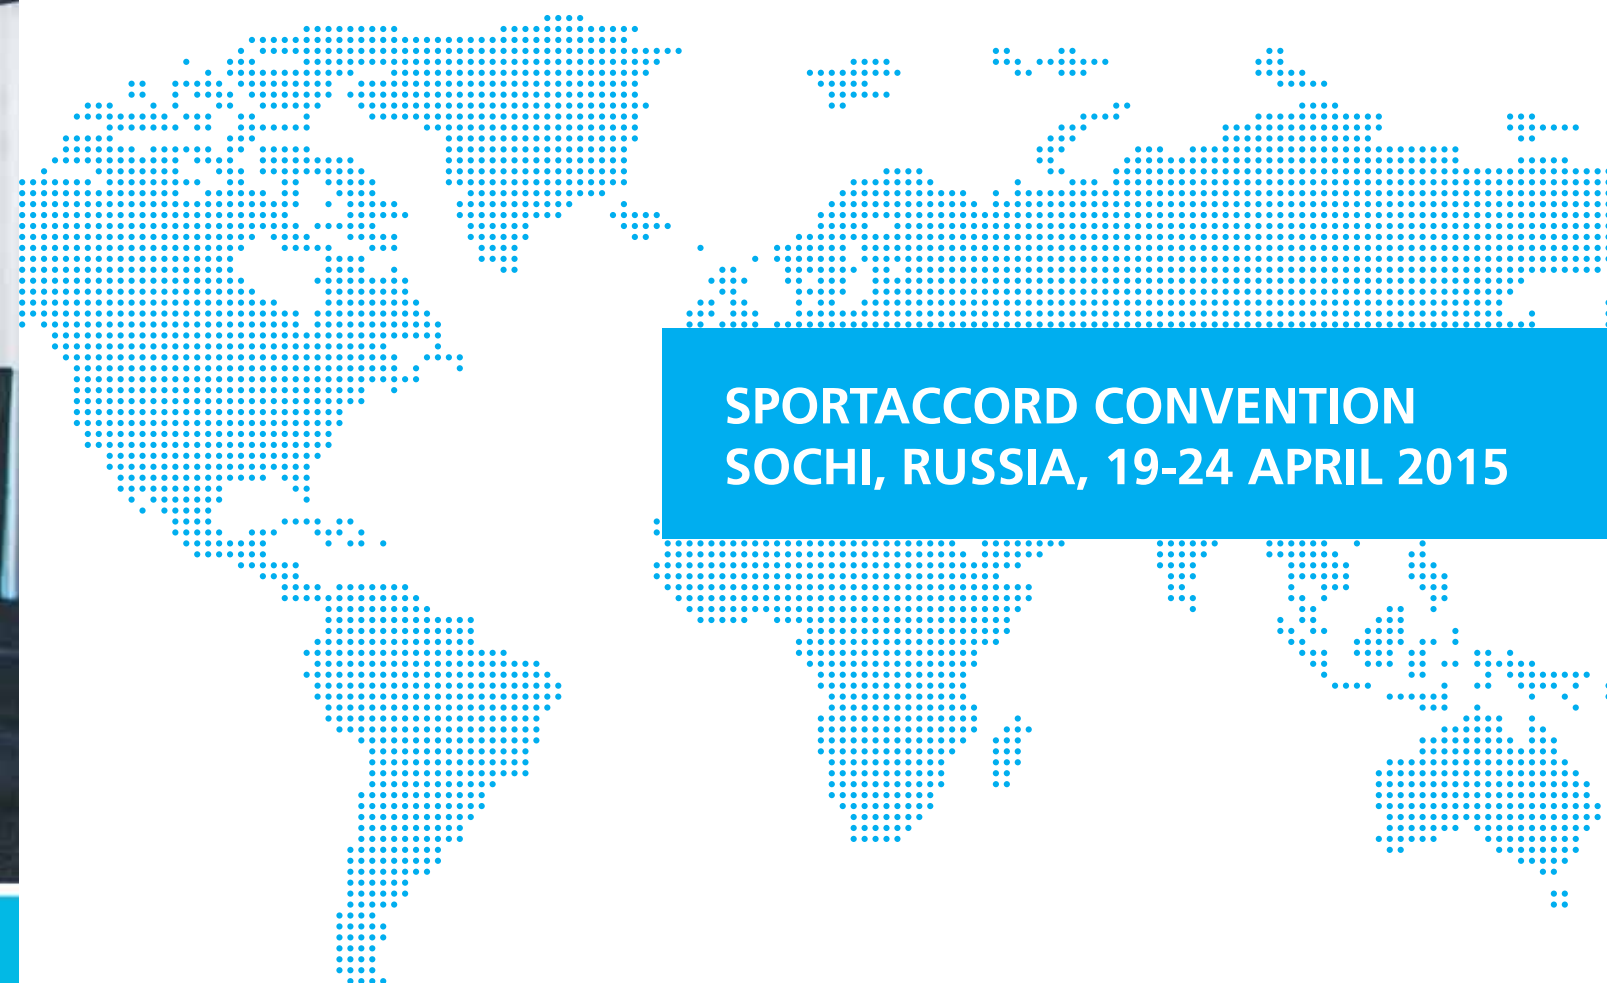 SPORTACCORD CONVENTION
SOCHI, RUSSIA, 19-24 APRIL 2015